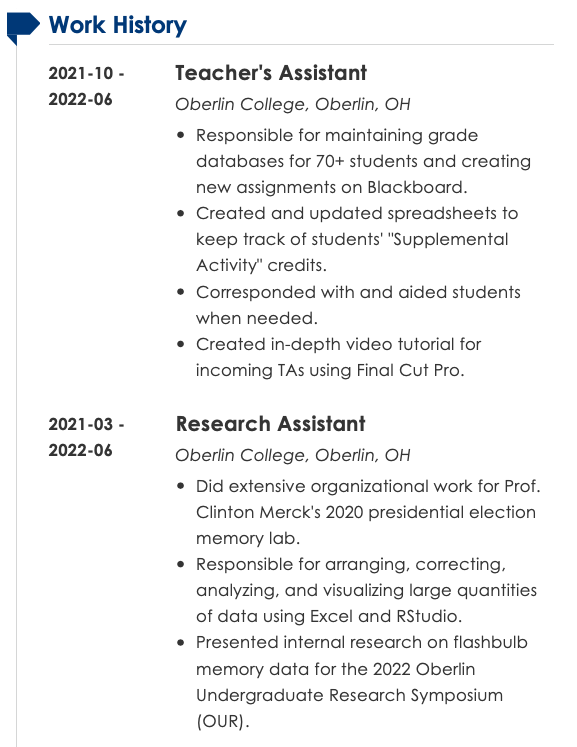 Work History
2021-10 -
2022-06
Teacher's Assistant
Oberlin College, Oberlin, OH
• Responsible for maintaining grade
databases for 70+ students and creating
new assignments on Blackboard.
• Created and updated spreadsheets to
keep track of students' "Supplemental
Activity" credits.
• Corresponded with and aided students
when needed.
• Created in-depth video tutorial for
incoming TAs using Final Cut Pro.
2021-03 -
2022-06
Research Assistant
Oberlin College, Oberlin, OH
• Did extensive organizational work for Prof.
Clinton Merck's 2020 presidential election
memory lab.
• Responsible for arranging, correcting,
analyzing, and visualizing large quantities
of data using Excel and RStudio.
• Presented internal research on flashbulb
memory data for the 2022 Oberlin
Undergraduate Research Symposium
(OUR).